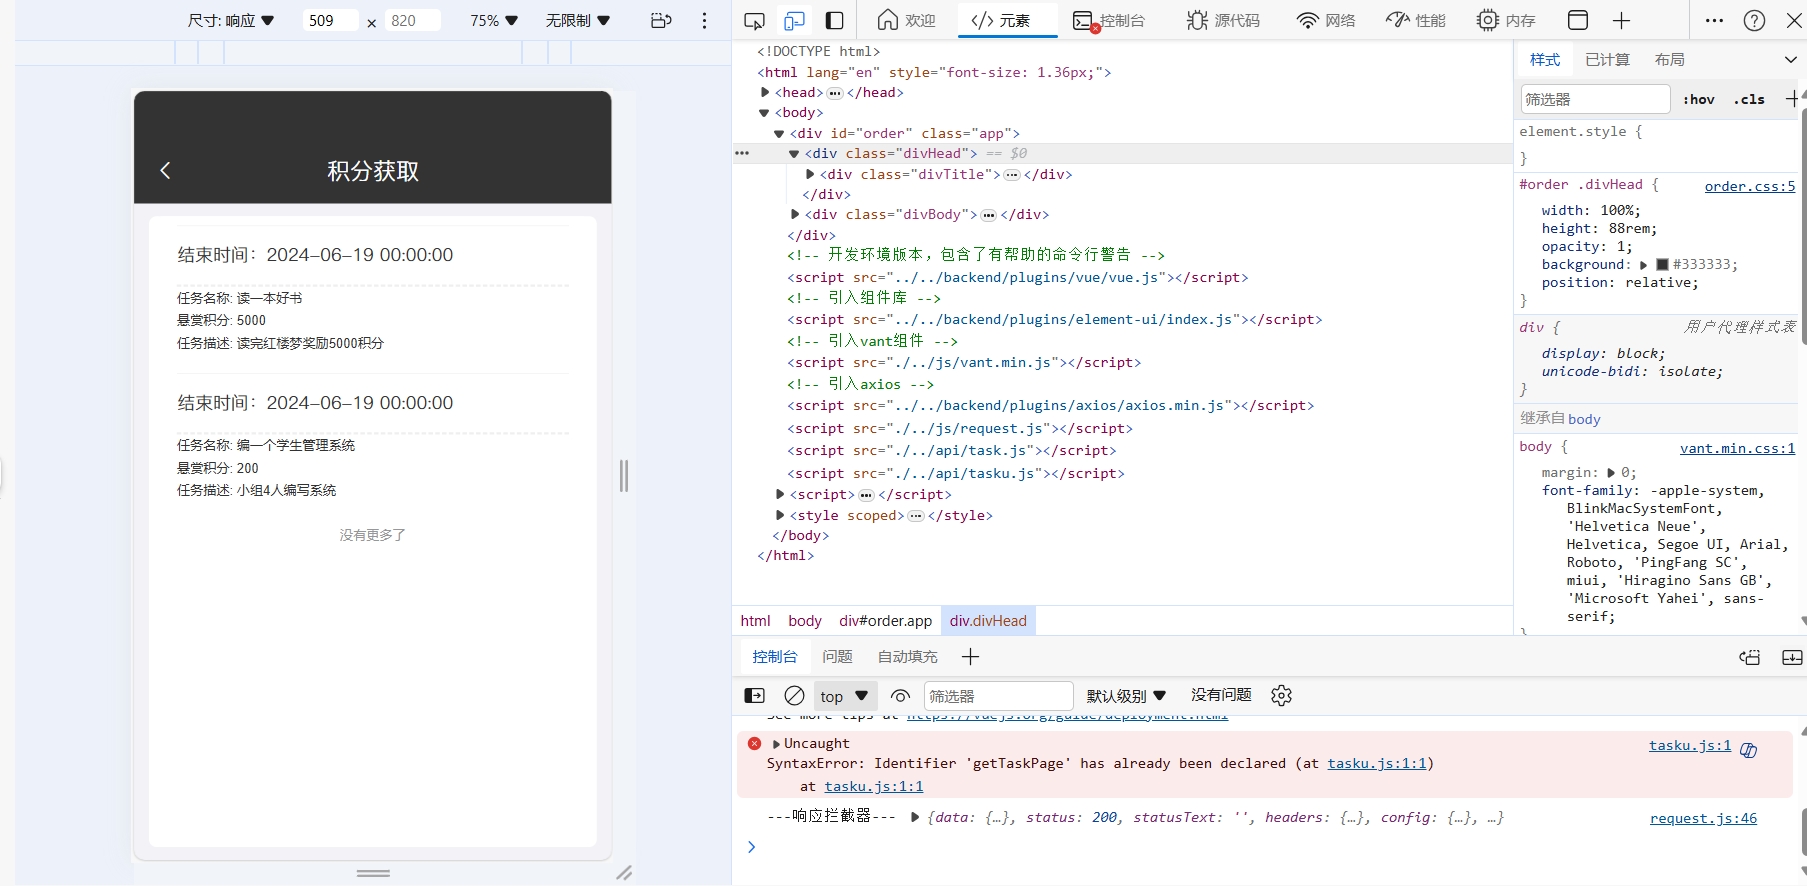 尺寸: 响应 509 × 820 75% 无限制
欢迎 元素 控制台 源代码 网络 性能 内存
积分获取
结束时间：2024-06-19 00:00:00
任务名称: 读一本好书
悬赏积分: 5000
任务描述: 读完红楼梦奖励5000积分
结束时间：2024-06-19 00:00:00
任务名称: 编一个学生管理系统
悬赏积分: 200
任务描述: 小组4人编写系统
没有更多了
<!DOCTYPE html>
<html lang="en" style="font-size: 1.36px;">
<head>…</head>
<body>
<div id="order" class="app">
<div class="divHead"> == $0
<div class="divTitle">…</div>
</div>
<div class="divBody">…</div>
</div>
<!-- 开发环境版本，包含了有帮助的命令行警告 -->
<script src="../../backend/plugins/vue/vue.js"></script>
<!-- 引入组件库 -->
<script src="../../backend/plugins/element-ui/index.js"></script>
<!-- 引入vant组件 -->
<script src="./../js/vant.min.js"></script>
<!-- 引入axios -->
<script src="../../backend/plugins/axios/axios.min.js"></script>
<script src="./../js/request.js"></script>
<script src="./../api/task.js"></script>
<script src="./../api/tasku.js"></script>
<script>…</script>
<style scoped>…</style>
</body>
</html>
html body div#order.app div.divHead
样式 已计算 布局
筛选器 :hov .cls
element.style {
}
#order .divHead { order.css:5
width: 100%;
height: 88rem;
opacity: 1;
background: #333333;
position: relative;
}
div { 用户代理样式表
display: block;
unicode-bidi: isolate;
}
继承自 body
body { vant.min.css:1
margin: 0;
font-family: -apple-system,
BlinkMacSystemFont,
'Helvetica Neue',
Helvetica, Segoe UI, Arial,
Roboto, 'PingFang SC',
miui, 'Hiragino Sans GB',
'Microsoft Yahei', sans-
serif;
}
控制台 问题 自动填充
top 筛选器 默认级别 没有问题
See more tips at https://vuejs.org/guide/deployment.html
Uncaught tasku.js:1
SyntaxError: Identifier 'getTaskPage' has already been declared (at tasku.js:1:1)
at tasku.js:1:1
---响应拦截器--- {data: {…}, status: 200, statusText: '', headers: {…}, config: {…}, …} request.js:46